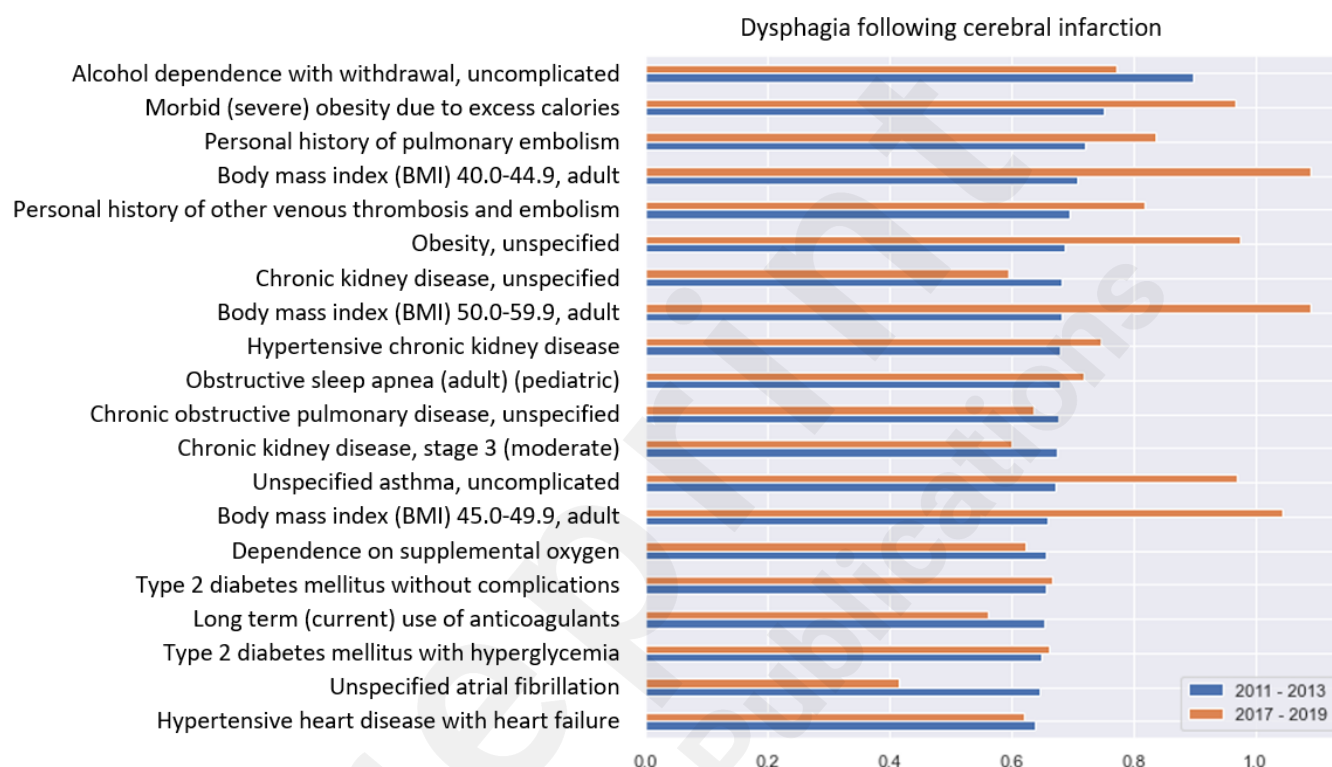 Dysphagia following cerebral infarction
Alcohol dependence with withdrawal, uncomplicated
Morbid (severe) obesity due to excess calories
Personal history of pulmonary embolism
Body mass index (BMI) 40.0-44.9, adult
Personal history of other venous thrombosis and embolism
Obesity, unspecified
Chronic kidney disease, unspecified
Body mass index (BMI) 50.0-59.9, adult
Hypertensive chronic kidney disease
Obstructive sleep apnea (adult) (pediatric)
Chronic obstructive pulmonary disease, unspecified
Chronic kidney disease, stage 3 (moderate)
Unspecified asthma, uncomplicated
Body mass index (BMI) 45.0-49.9, adult
Dependence on supplemental oxygen
Type 2 diabetes mellitus without complications
Long term (current) use of anticoagulants
Type 2 diabetes mellitus with hyperglycemia
Unspecified atrial fibrillation
Hypertensive heart disease with heart failure
2011 - 2013
2017 - 2019
0.0 0.2 0.4 0.6 0.8 1.0
eprint
Publications